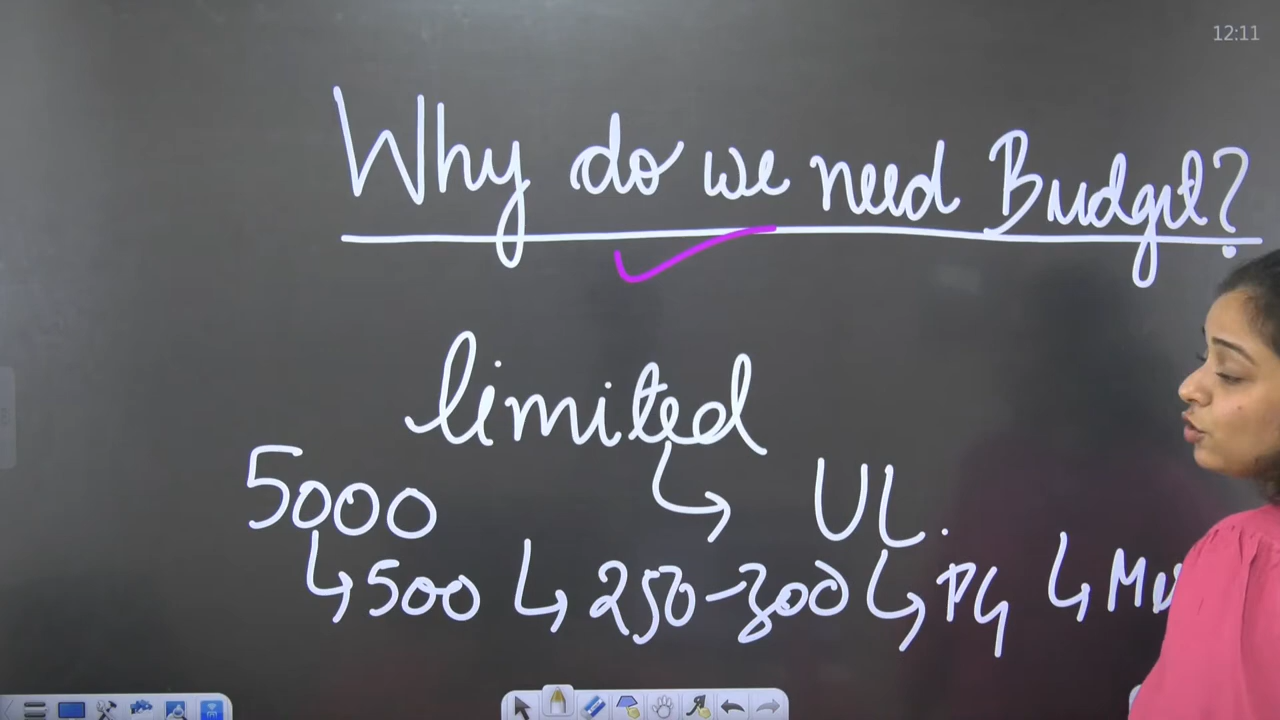 12:11
Why do we need Budget?
limited
5000 ↳ UL.
↳ 500 ↳ 250-300 ↳ PG ↳